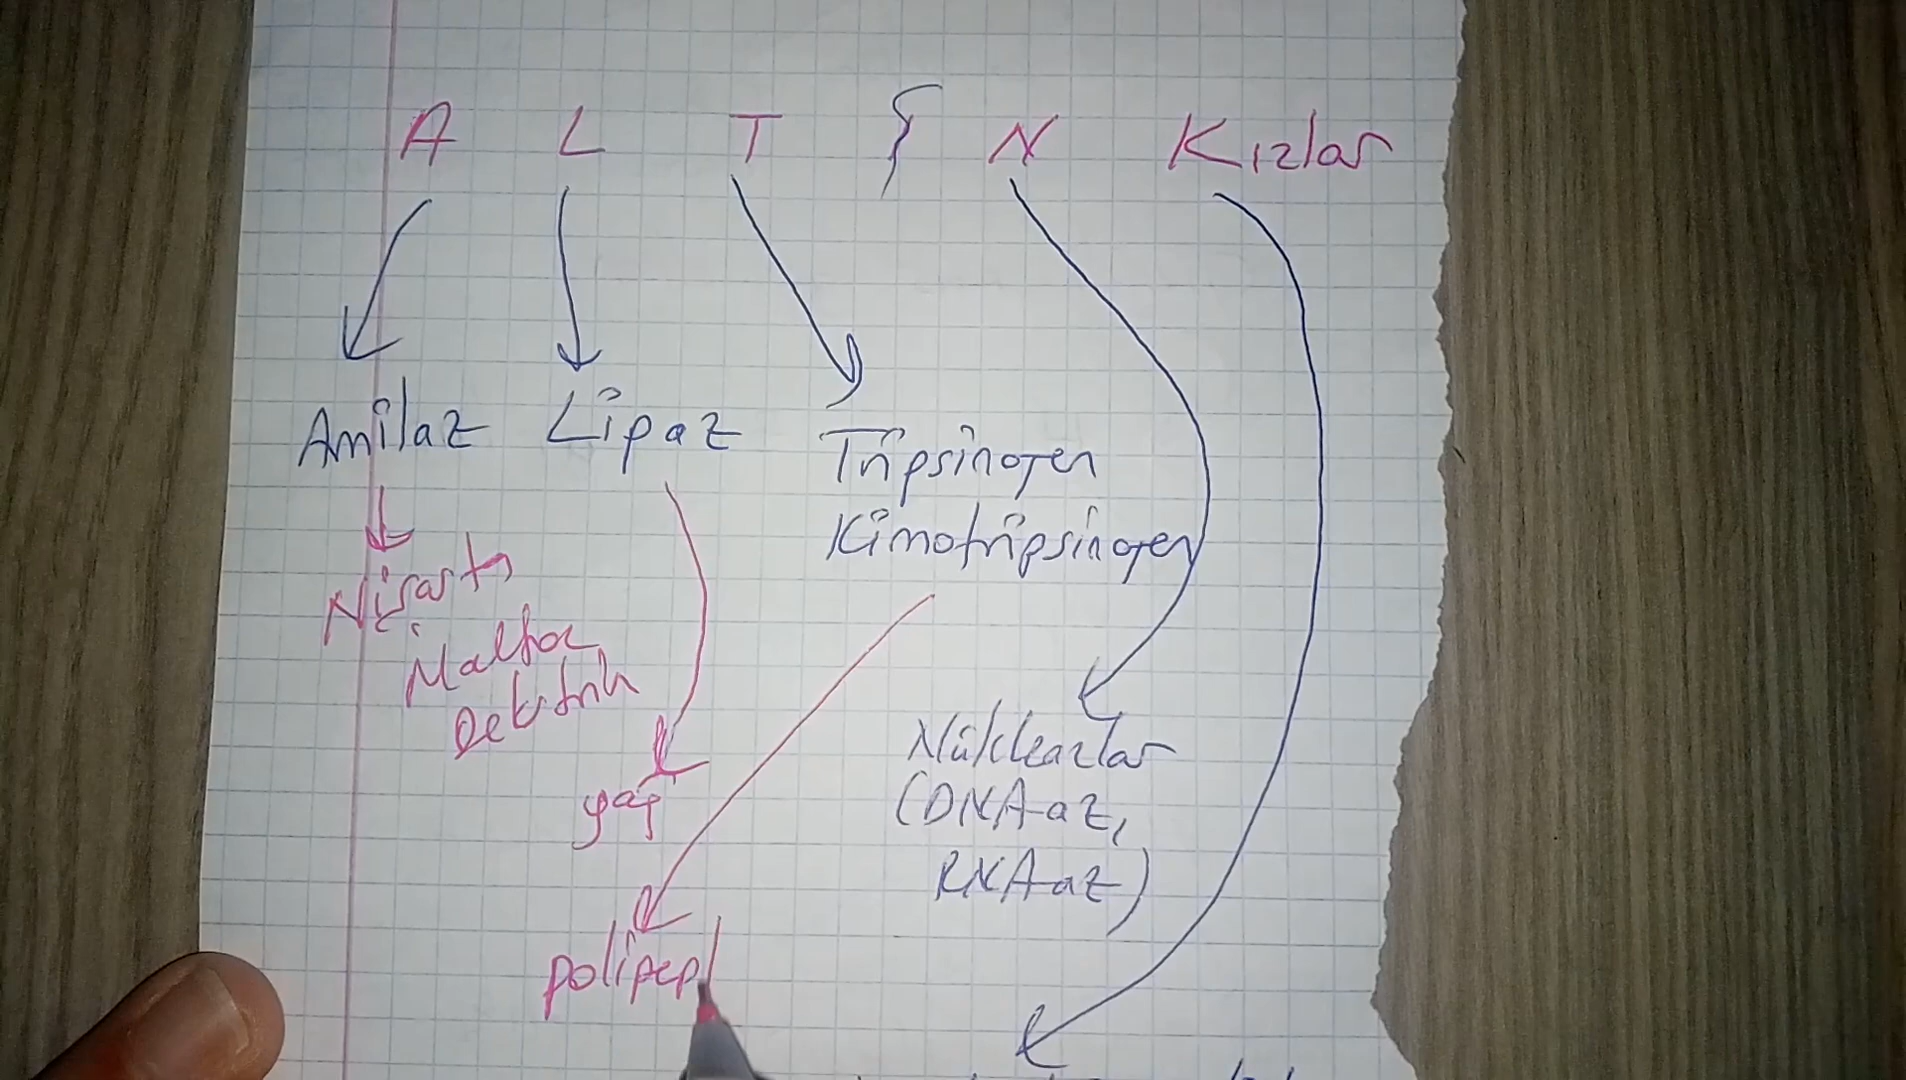 A L T İ N Kızlar
Amilaz Lipaz Tripsinojen
Kimotripsinojen
Nişasta
Maltoz
Dekstrin
yağ
Nükleazlar
(DNA-az,
RNA-az)
polipep